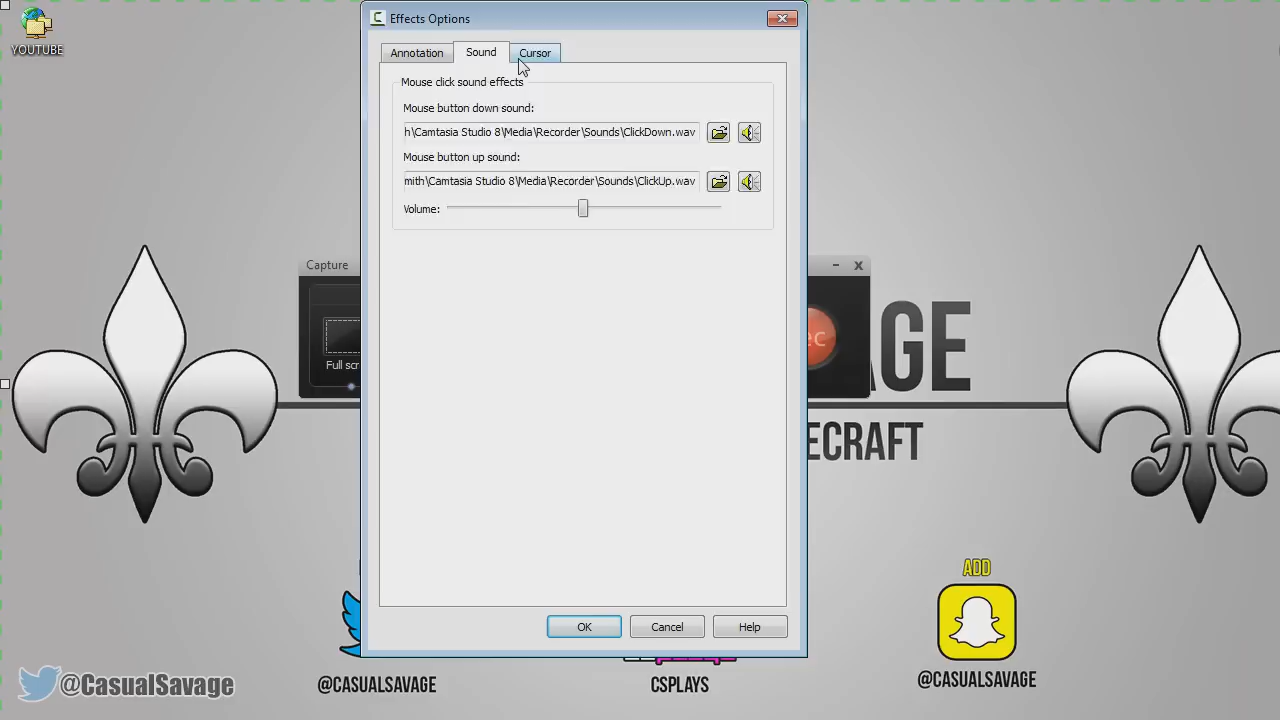 YOUTUBE
Effects Options
Annotation
Sound
Cursor
Mouse click sound effects
Mouse button down sound:
h\Camtasia Studio 8\Media\Recorder\Sounds\ClickDown.wav
Mouse button up sound:
mith\Camtasia Studio 8\Media\Recorder\Sounds\ClickUp.wav
Volume:
Capture
Full scr
ec
AGE
ECRAFT
OK
Cancel
Help
ADD
@CasualSavage
@CASUALSAVAGE
CSPLAYS
@CASUALSAVAGE